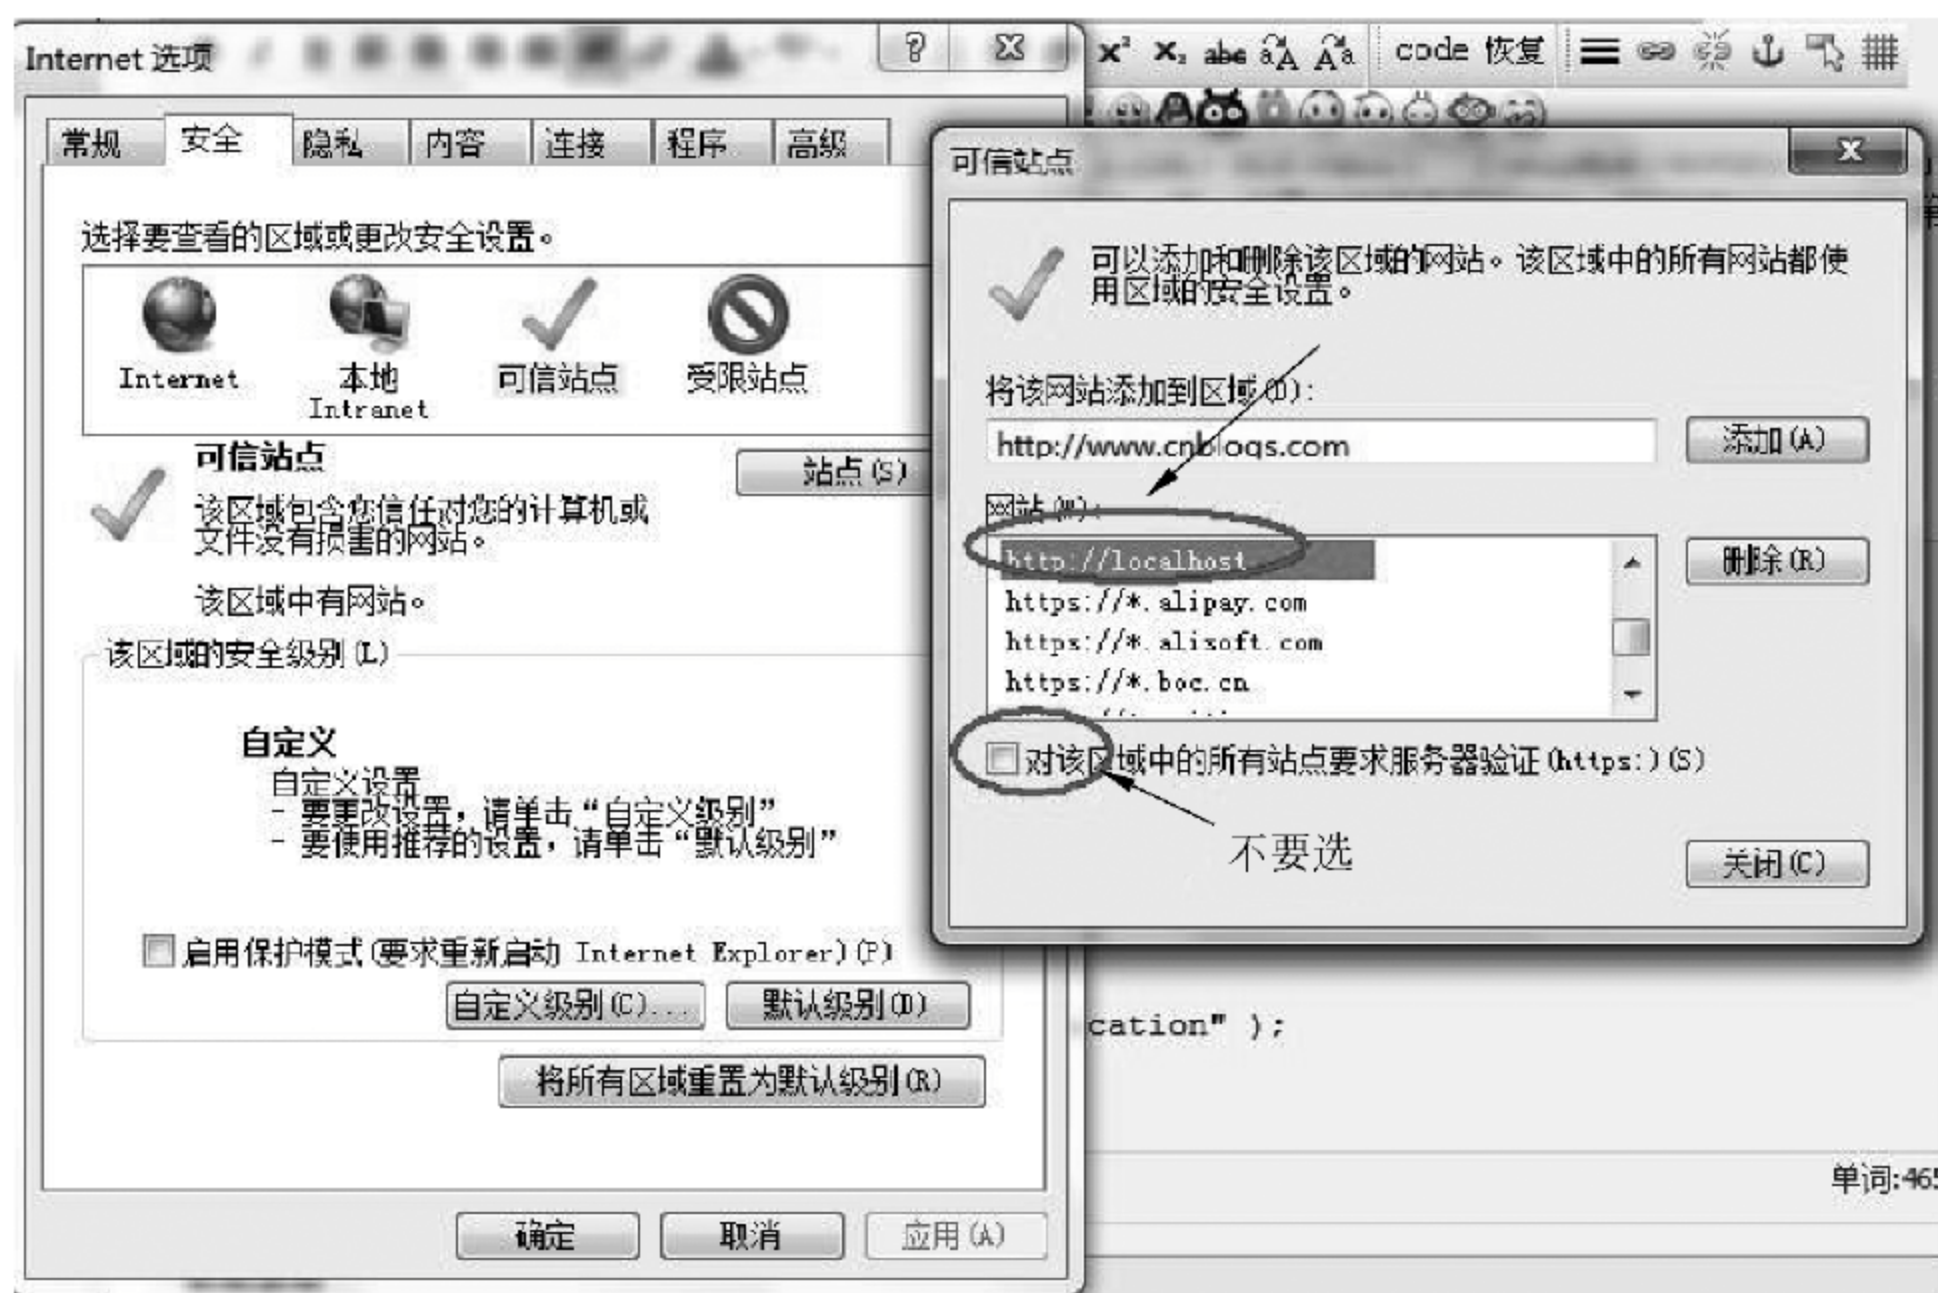 Internet 选项
常规 安全 隐私 内容 连接 程序 高级
选择要查看的区域或更改安全设置。
Internet
本地
Intranet
可信站点
受限站点
可信站点
站点(S)
该区域包含您信任对您的计算机或
文件没有损害的网站。
该区域中有网站。
该区域的安全级别(L)
自定义
自定义设置
- 要更改设置，请单击“自定义级别”
- 要使用推荐的设置，请单击“默认级别”
启用保护模式(要求重新启动 Internet Explorer)(P)
自定义级别(C)...
默认级别(D)
将所有区域重置为默认级别(R)
确定
取消
应用(A)
code 恢复
可信站点
可以添加和删除该区域的网站。该区域中的所有网站都使
用区域的安全设置。
将该网站添加到区域(D):
http://www.cnblogs.com
添加(A)
网站(W):
http://localhost
删除(R)
https://*.alipay.com
https://*.alisoft.com
https://*.boc.cn
对该区域中的所有站点要求服务器验证(https:)(S)
不要选
关闭(C)
cation" );
单词:465